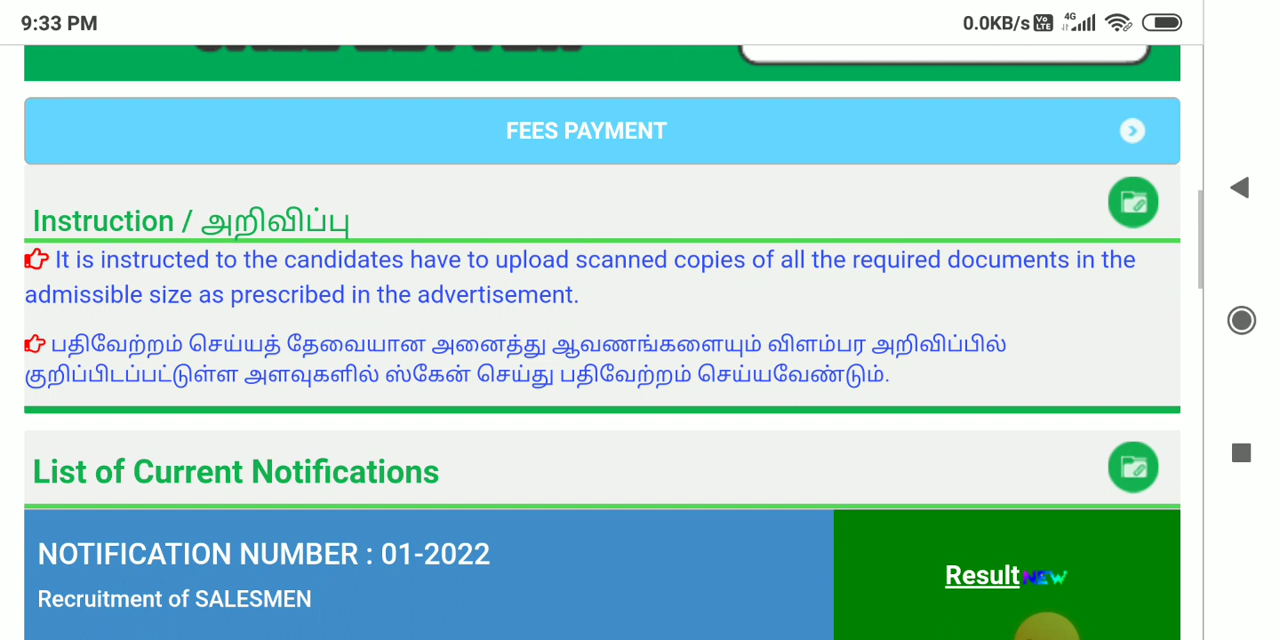 9:33 PM
0.0KB/s Vo LTE 4G
FEES PAYMENT
Instruction / அறிவிப்பு
It is instructed to the candidates have to upload scanned copies of all the required documents in the
admissible size as prescribed in the advertisement.
பதிவேற்றம் செய்யத் தேவையான அனைத்து ஆவணங்களையும் விளம்பர அறிவிப்பில்
குறிப்பிடப்பட்டுள்ள அளவுகளில் ஸ்கேன் செய்து பதிவேற்றம் செய்யவேண்டும்.
List of Current Notifications
NOTIFICATION NUMBER : 01-2022
Recruitment of SALESMEN
Result NEW